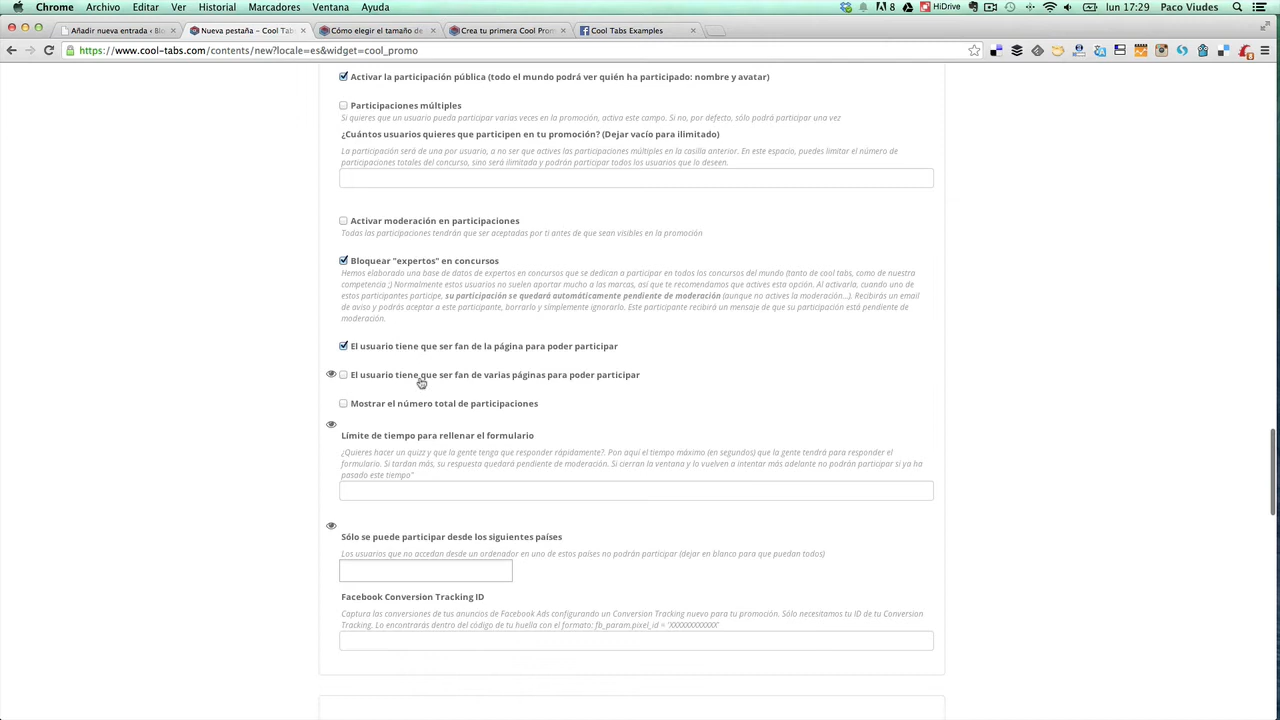 Chrome Archivo Editar Ver Historial Marcadores Ventana Ayuda 8 HiDrive lun 17:29 Paco Viudes
Añadir nueva entrada ‹ Blo Nueva pestaña – Cool Tab Cómo elegir el tamaño de Crea tu primera Cool Prom Cool Tabs Examples
https://www.cool-tabs.com/contents/new?locale=es&widget=cool_promo
Activar la participación pública (todo el mundo podrá ver quién ha participado: nombre y avatar)
Participaciones múltiples
Si quieres que un usuario pueda participar varias veces en la promoción, activa este campo. Si no, por defecto, sólo podrá participar una vez
¿Cuántos usuarios quieres que participen en tu promoción? (Dejar vacío para ilimitado)
La participación será de una por usuario, a no ser que actives las participaciones múltiples en la casilla anterior. En este espacio, puedes limitar el número de
participaciones totales del concurso, sino será ilimitada y podrán participar todos los usuarios que lo deseen.
Activar moderación en participaciones
Todas las participaciones tendrán que ser aceptadas por ti antes de que sean visibles en la promoción
Bloquear "expertos" en concursos
Hemos elaborado una base de datos de expertos en concursos que se dedican a participar en todos los concursos del mundo (tanto de cool tabs, como de nuestra
competencia ;) Normalmente estos usuarios no suelen aportar mucho a las marcas, así que te recomendamos que actives esta opción. Al activarla, cuando uno de
estos participantes participe, su participación se quedará automáticamente pendiente de moderación (aunque no actives la moderación...). Recibirás un email
de aviso y podrás aceptar a este participante, borrarlo y simplemente ignorarlo. Este participante recibirá un mensaje de que su participación está pendiente de
moderación.
El usuario tiene que ser fan de la página para poder participar
El usuario tiene que ser fan de varias páginas para poder participar
Mostrar el número total de participaciones
Límite de tiempo para rellenar el formulario
¿Quieres hacer un quizz y que la gente tenga que responder rápidamente?. Pon aquí el tiempo máximo (en segundos) que la gente tendrá para responder el
formulario. Si tardan más, su respuesta quedará pendiente de moderación. Si cierran la ventana y lo vuelven a intentar más adelante no podrán participar si ya ha
pasado este tiempo"
Sólo se puede participar desde los siguientes países
Los usuarios que no accedan desde un ordenador en uno de estos países no podrán participar (dejar en blanco para que puedan todos)
Facebook Conversion Tracking ID
Captura las conversiones de tus anuncios de Facebook Ads configurando un Conversion Tracking nuevo para tu promoción. Sólo necesitamos tu ID de tu Conversion
Tracking. Lo encontrarás dentro del código de tu huella con el formato: fb_param.pixel_id = 'XXXXXXXXXXXX'